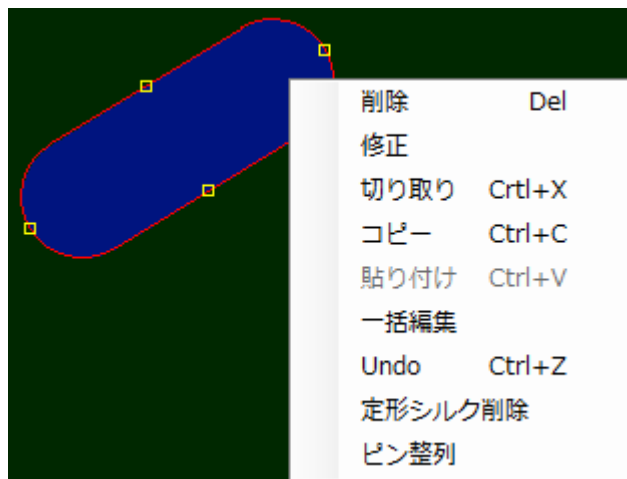 削除 Del
修正
切り取り Crtl+X
コピー Ctrl+C
貼り付け Ctrl+V
一括編集
Undo Ctrl+Z
定形シルク削除
ピン整列